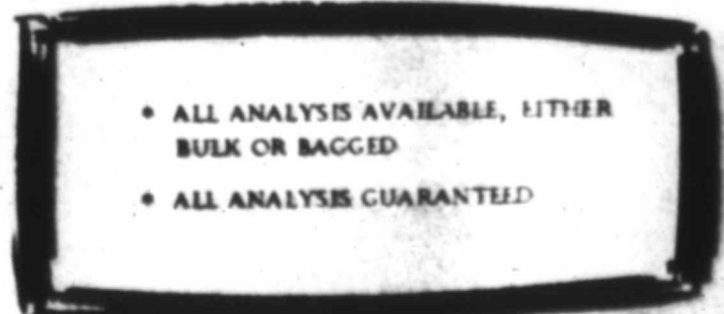 * ALL ANALYSIS AVAILABLE, EITHER
BULK OR BAGGED
* ALL ANALYSIS GUARANTEED